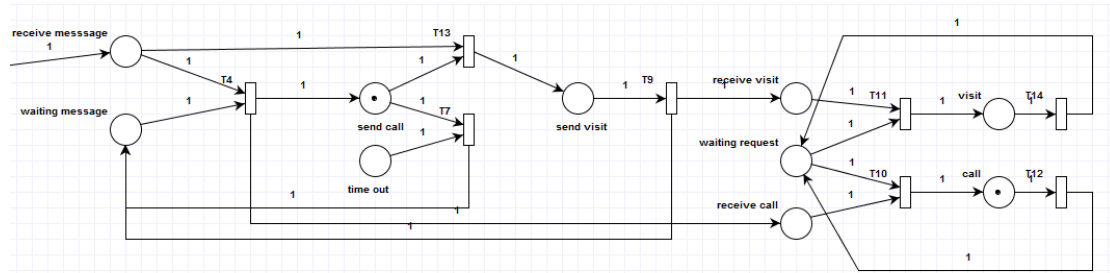 receive messsage
1
1
1
waiting message
1
T4
1
send call
time out
1
1
1
T13
T7
1
send visit
1
T9
1
receive visit
1
T11
1
waiting request
1
1
T10
receive call
1
1
visit
1
T14
1
call
1
T12
1
1
1
1
1